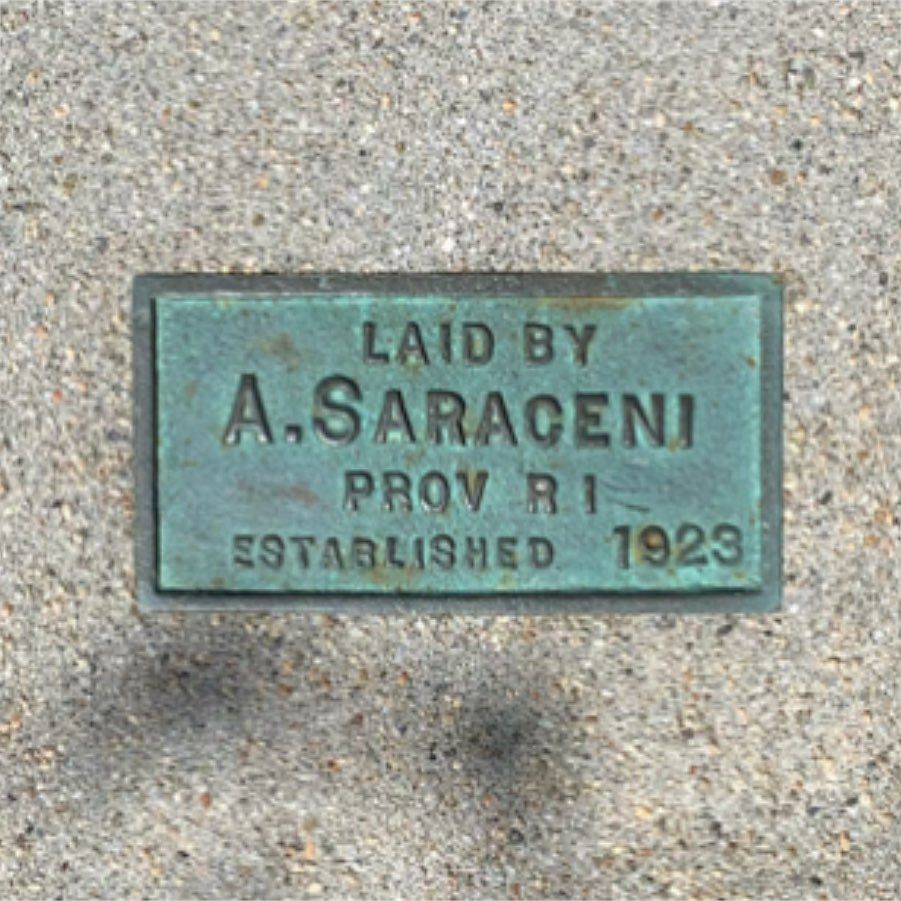 LAID BY
A. SARACENI
PROV R I
ESTABLISHED 1923